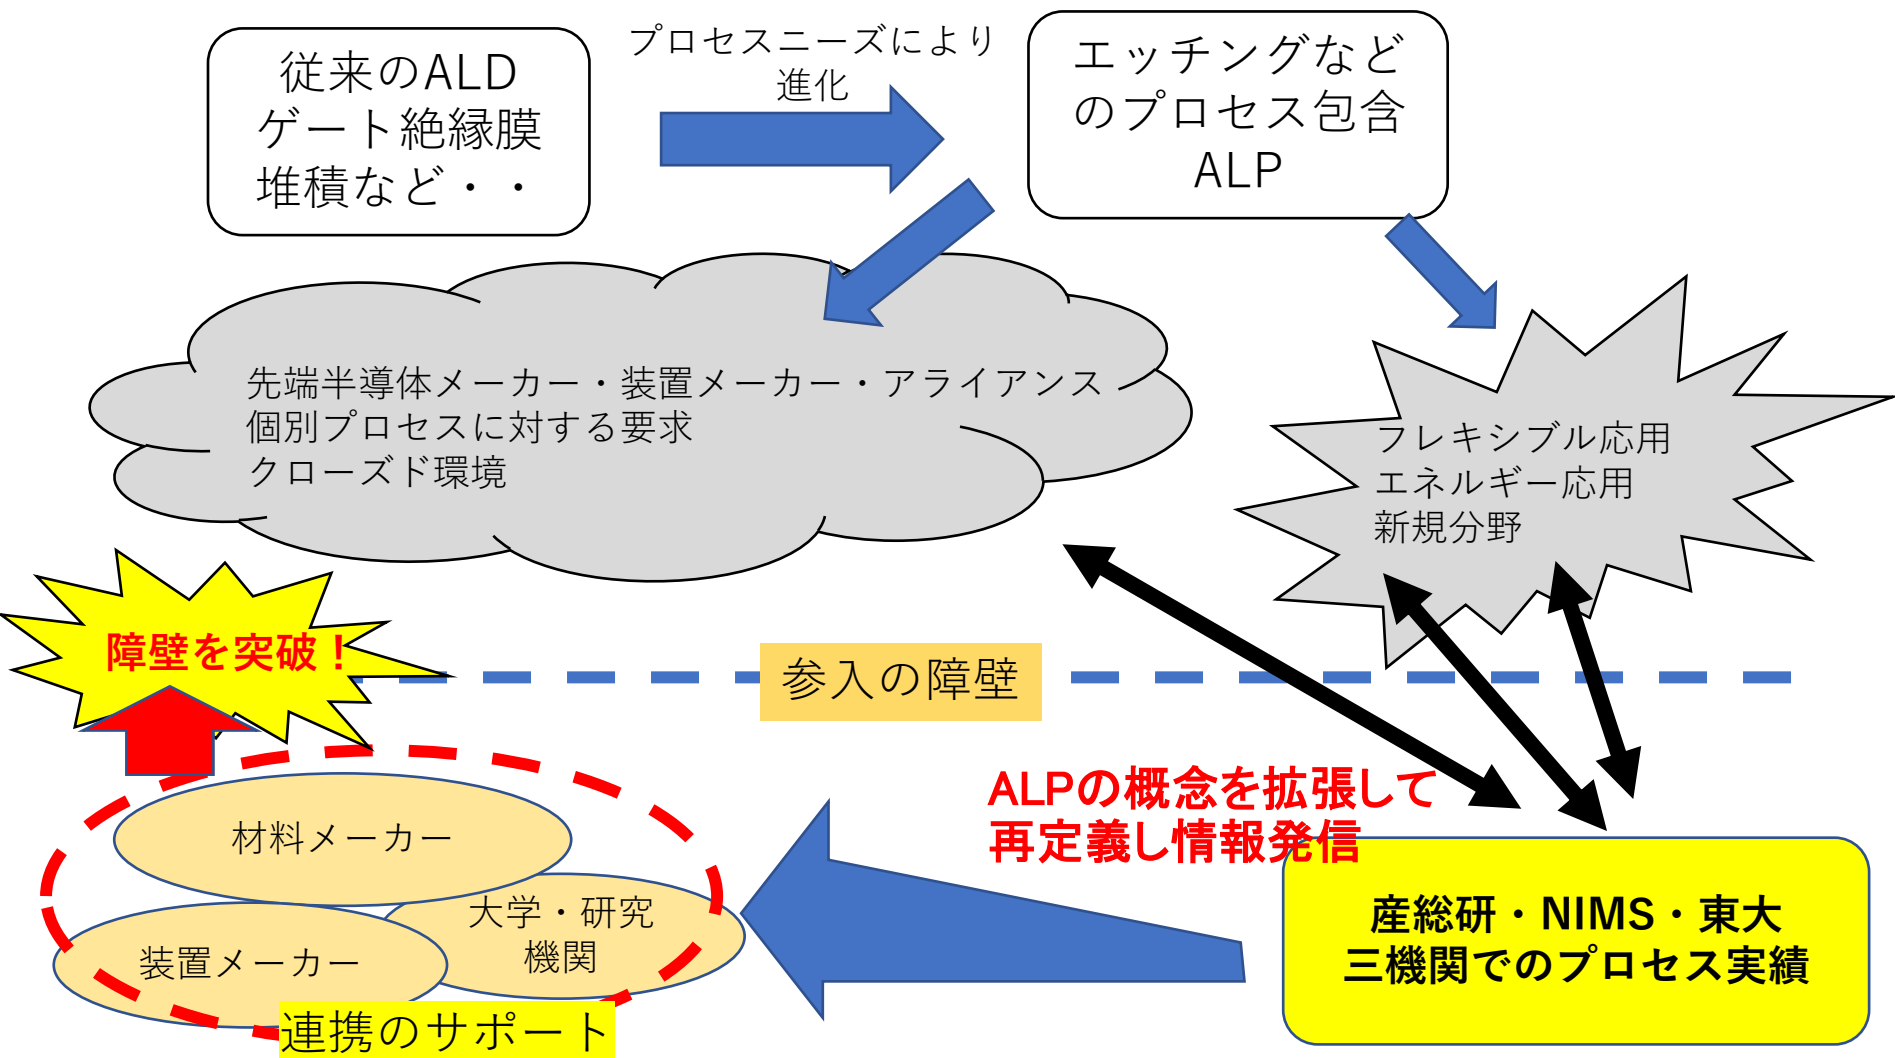 従来のALD
ゲート絶縁膜
堆積など・・
プロセスニーズにより
進化
エッチングなど
のプロセス包含
ALP
先端半導体メーカー・装置メーカー・アライアンス
個別プロセスに対する要求
クローズド環境
フレキシブル応用
エネルギー応用
新規分野
障壁を突破！
参入の障壁
ALPの概念を拡張して
再定義し情報発信
材料メーカー
大学・研究
機関
装置メーカー
連携のサポート
産総研・NIMS・東大
三機関でのプロセス実績